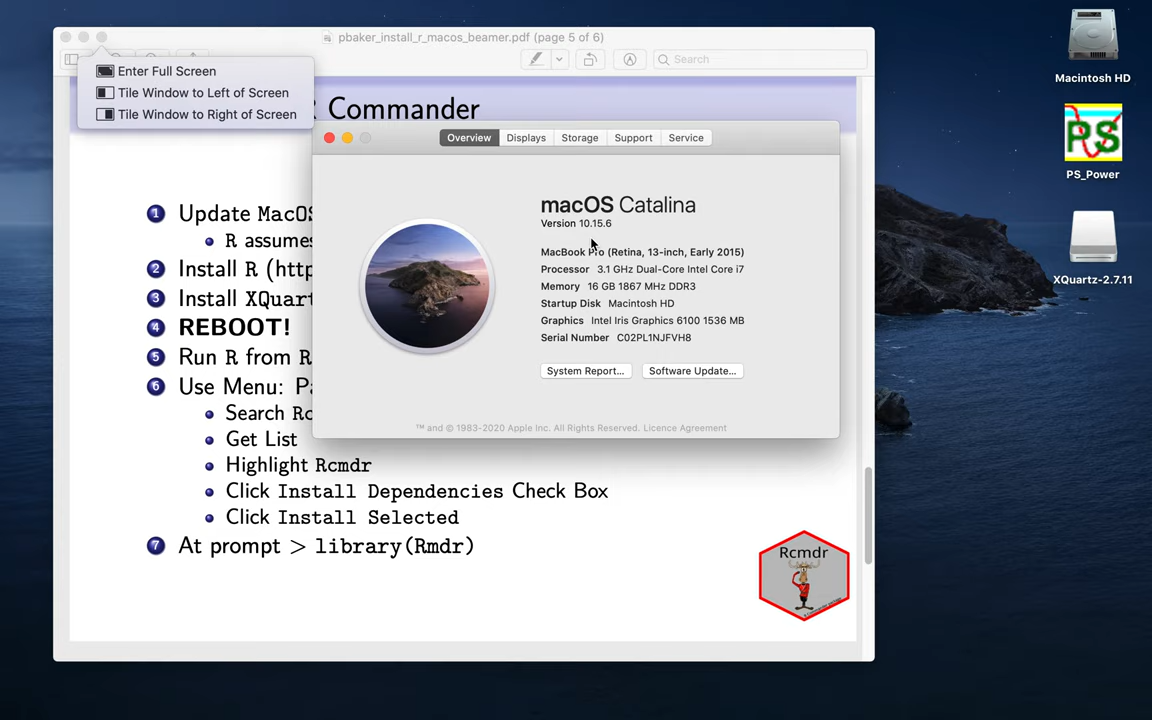 pbaker_install_r_macos_beamer.pdf (page 5 of 6)
Search
Enter Full Screen
Tile Window to Left of Screen
Tile Window to Right of Screen
R Commander
Overview Displays Storage Support Service
macOS Catalina
Version 10.15.6
MacBook Pro (Retina, 13-inch, Early 2015)
Processor 3.1 GHz Dual-Core Intel Core i7
Memory 16 GB 1867 MHz DDR3
Startup Disk Macintosh HD
Graphics Intel Iris Graphics 6100 1536 MB
Serial Number C02PL1NJFVH8
System Report... Software Update...
™ and © 1983-2020 Apple Inc. All Rights Reserved. Licence Agreement
1 Update MacOS
R assumes
2 Install R (http
3 Install XQuart
4 REBOOT!
5 Run R from R
6 Use Menu: Pa
Search Rc
Get List
Highlight Rcmdr
Click Install Dependencies Check Box
Click Install Selected
7 At prompt > library(Rmdr)
Rcmdr
Macintosh HD
PS
PS_Power
XQuartz-2.7.11